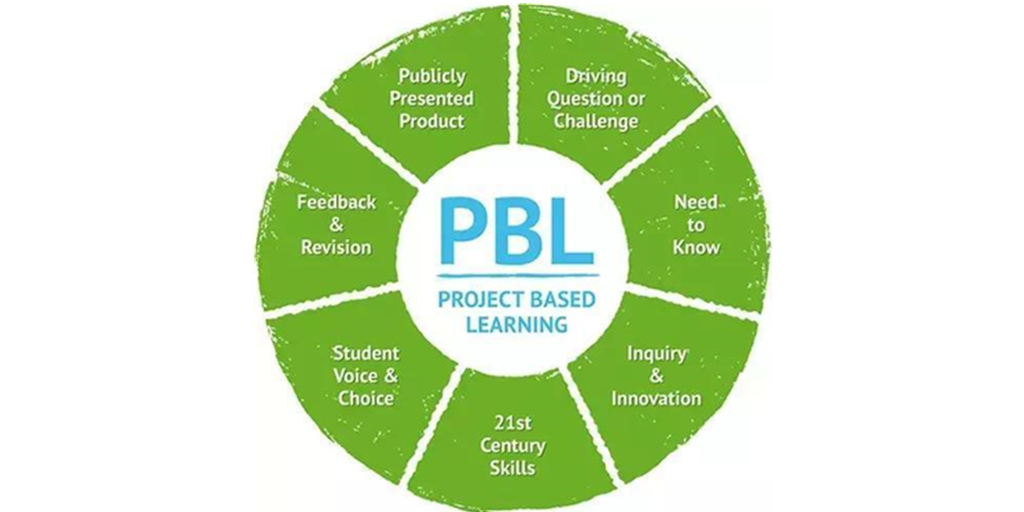 PBL
PROJECT BASED
LEARNING
Driving
Question or
Challenge
Need
to
Know
Inquiry
&
Innovation
21st
Century
Skills
Student
Voice &
Choice
Feedback
&
Revision
Publicly
Presented
Product